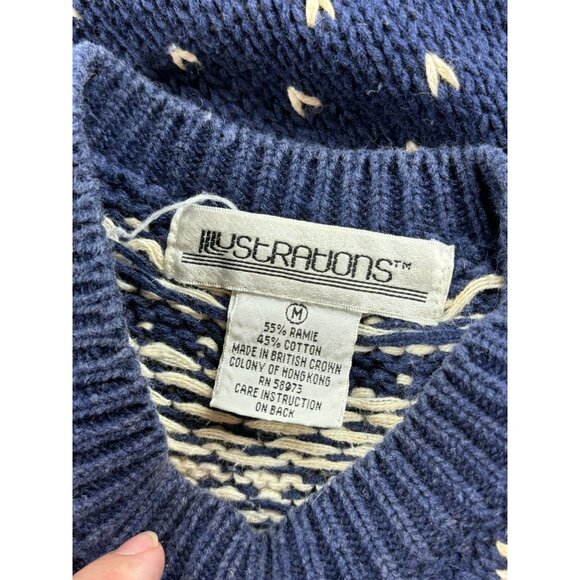 ILLUSTRATIONS™
M
55% RAMIE
45% COTTON
MADE IN BRITISH CROWN
COLONY OF HONG KONG
RN 58973
CARE INSTRUCTION
ON BACK